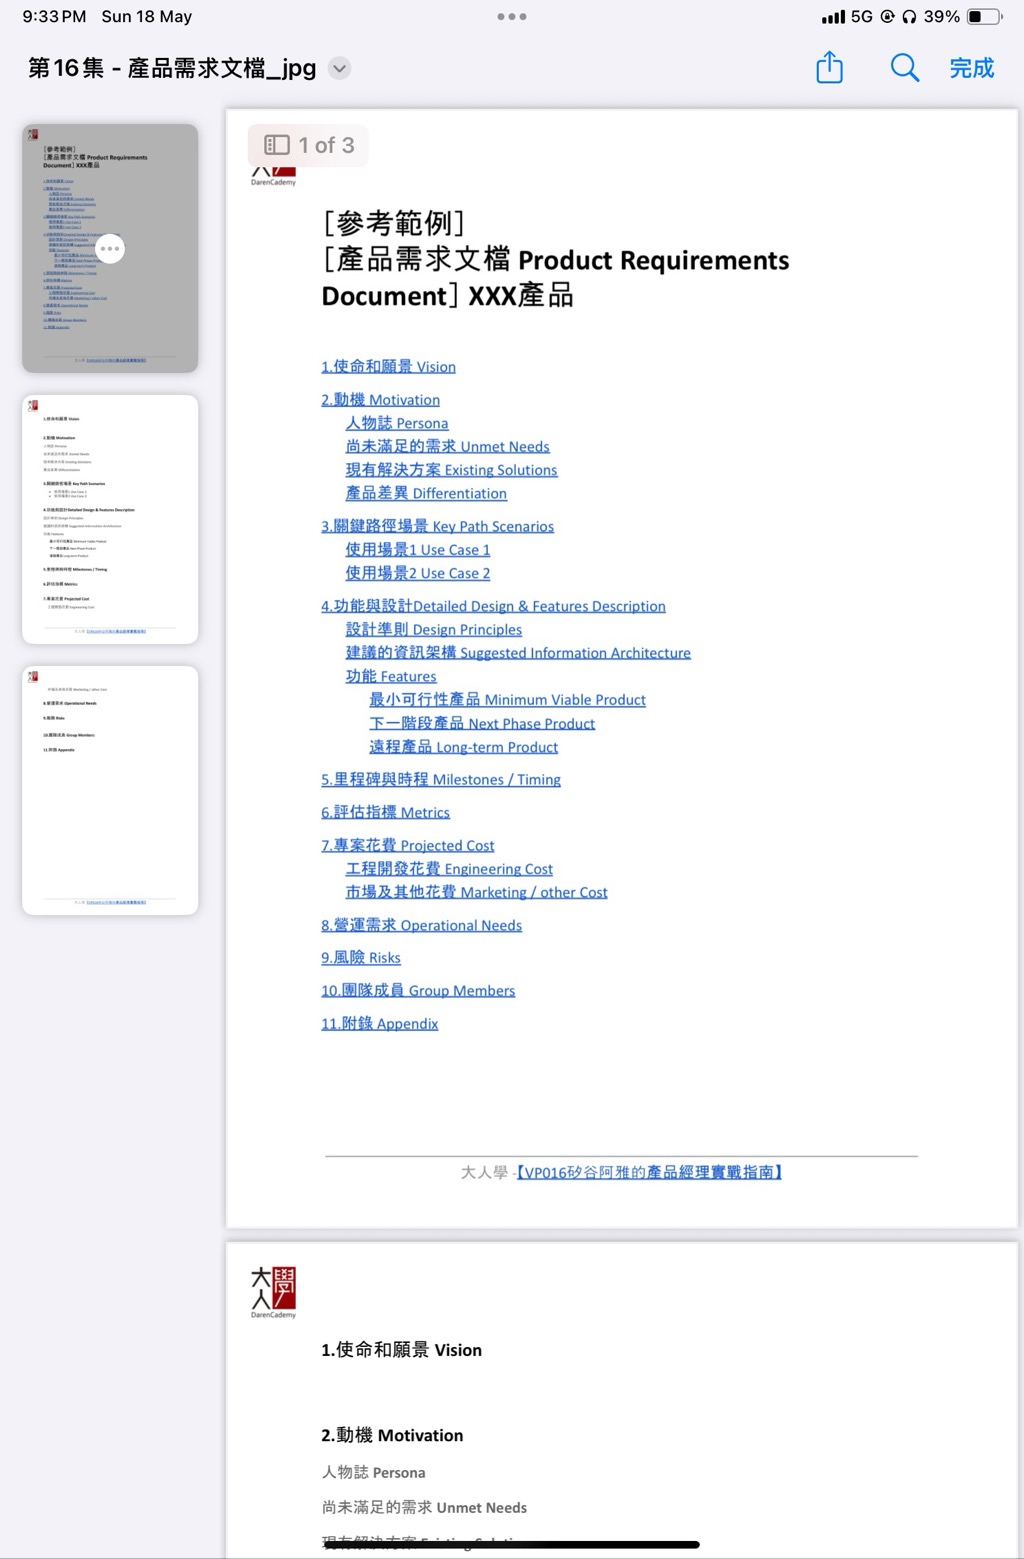 9:33 PM Sun 18 May
5G 39%
第16集 - 產品需求文檔_jpg
完成
1 of 3
DarenCademy
[參考範例]
[產品需求文檔 Product Requirements
Document] XXX產品
1.使命和願景 Vision
2.動機 Motivation
人物誌 Persona
尚未滿足的需求 Unmet Needs
現有解決方案 Existing Solutions
產品差異 Differentiation
3.關鍵路徑場景 Key Path Scenarios
使用場景1 Use Case 1
使用場景2 Use Case 2
4.功能與設計Detailed Design & Features Description
設計準則 Design Principles
建議的資訊架構 Suggested Information Architecture
功能 Features
最小可行性產品 Minimum Viable Product
下一階段產品 Next Phase Product
遠程產品 Long-term Product
5.里程碑與時程 Milestones / Timing
6.評估指標 Metrics
7.專案花費 Projected Cost
工程開發花費 Engineering Cost
市場及其他花費 Marketing / other Cost
8.營運需求 Operational Needs
9.風險 Risks
10.團隊成員 Group Members
11.附錄 Appendix
大人學 -【VP016矽谷阿雅的產品經理實戰指南】
大人學
DarenCademy
1.使命和願景 Vision
2.動機 Motivation
人物誌 Persona
尚未滿足的需求 Unmet Needs
現有解決方案 Existing Solutions